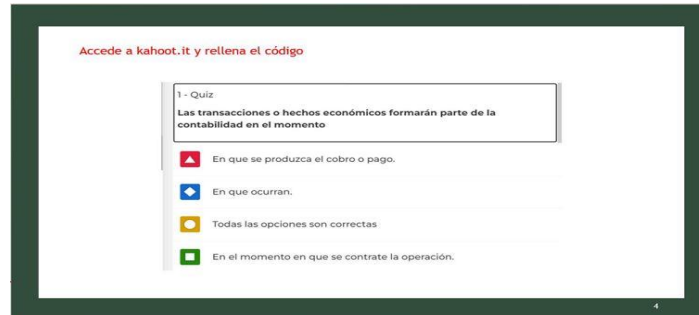 Accede a kahoot.it y rellena el código
1 - Quiz
Las transacciones o hechos económicos formarán parte de la
contabilidad en el momento
En que se produzca el cobro o pago.
En que ocurran.
Todas las opciones son correctas
En el momento en que se contrate la operación.
4